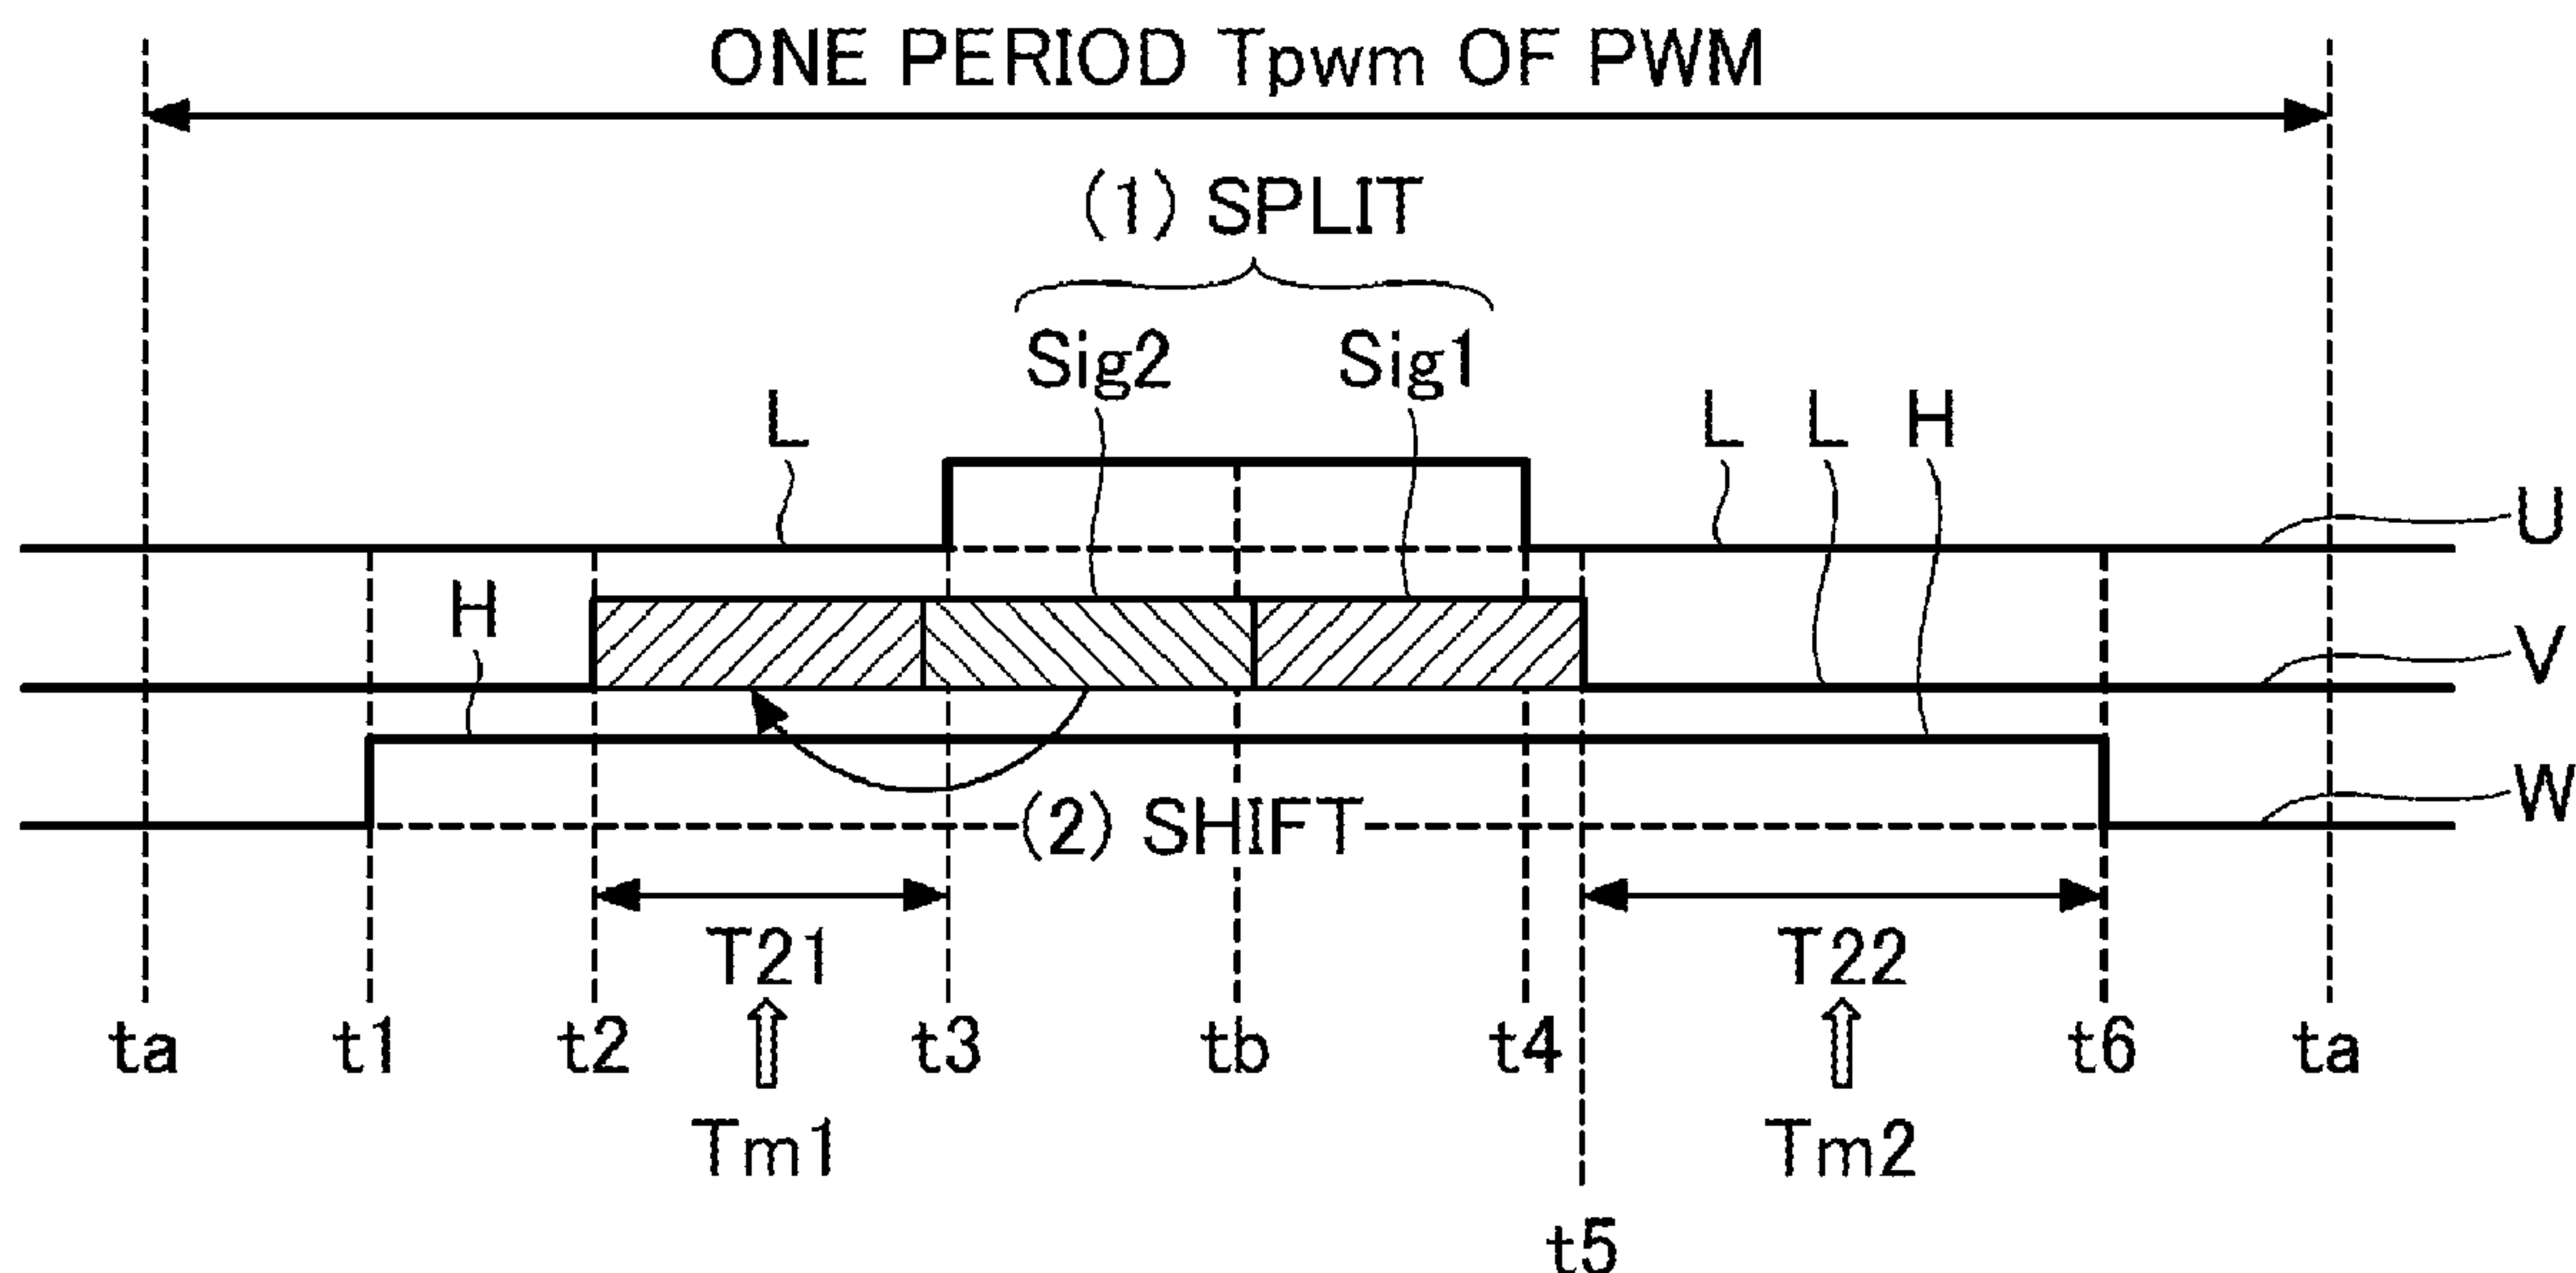 ONE PERIOD Tpwm OF PWM
(1) SPLIT
Sig2 Sig1
L L L H
U
H
V
W
(2) SHIFT
T21 T22
ta t1 t2 t3 tb t4 t6 ta
Tm1 Tm2
t5